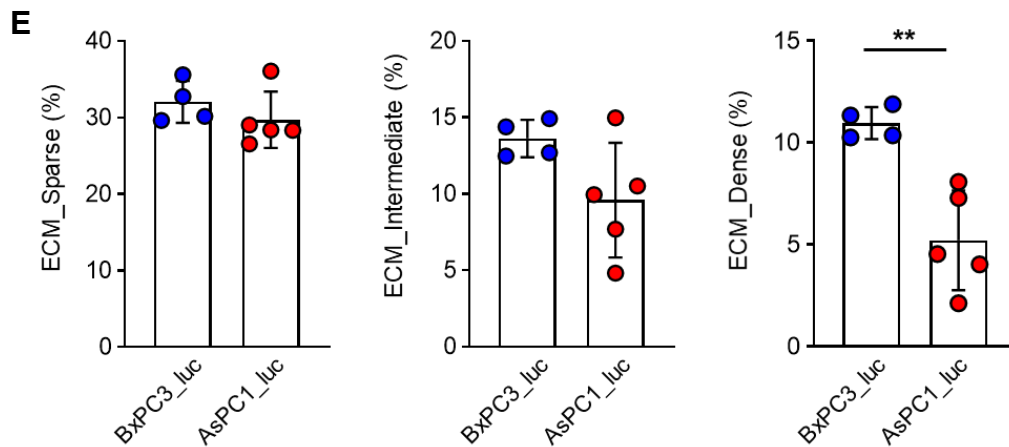 E
ECM_Sparse (%)
40
30
20
10
0
BxPC3_luc
AsPC1_luc
ECM_Intermediate (%)
20
15
10
5
0
BxPC3_luc
AsPC1_luc
ECM_Dense (%)
15
10
5
0
**
BxPC3_luc
AsPC1_luc